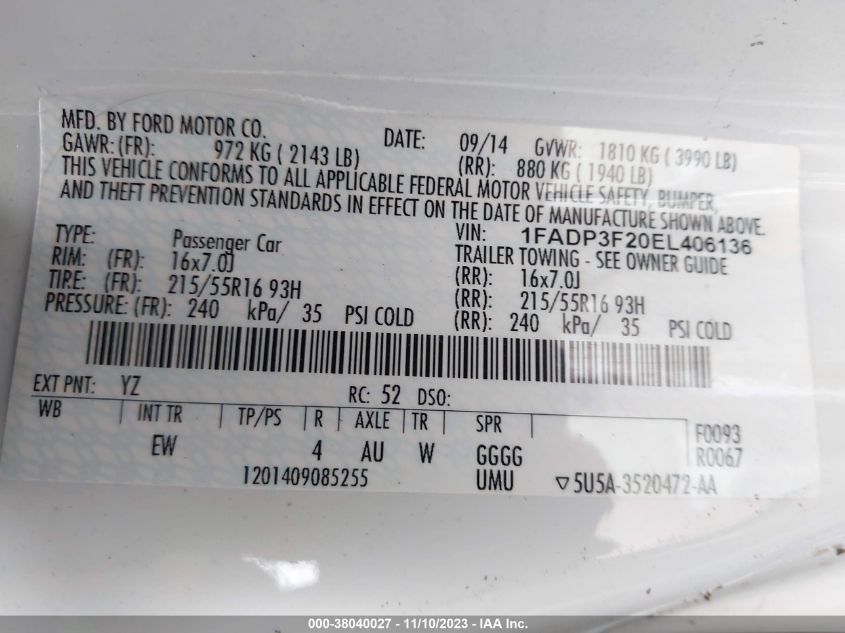 MFD. BY FORD MOTOR CO. DATE: 09/14 GVWR: 1810 KG ( 3990 LB)
GAWR: (FR): 972 KG ( 2143 LB) (RR): 880 KG ( 1940 LB)
THIS VEHICLE CONFORMS TO ALL APPLICABLE FEDERAL MOTOR VEHICLE SAFETY, BUMPER,
AND THEFT PREVENTION STANDARDS IN EFFECT ON THE DATE OF MANUFACTURE SHOWN ABOVE.
VIN: 1FADP3F20EL406136
TYPE: Passenger Car TRAILER TOWING - SEE OWNER GUIDE
RIM: (FR): 16x7.0J (RR): 16x7.0J
TIRE: (FR): 215/55R16 93H (RR): 215/55R16 93H
PRESSURE: (FR): 240 kPa/ 35 PSI COLD (RR): 240 kPa/ 35 PSI COLD
EXT PNT: YZ RC: 52 DSO:
WB INT TR TP/PS R AXLE TR SPR F0093
EW 4 AU W GGGG R0067
1201409085255 UMU ▽5U5A-3520472-AA
000-38040027 - 11/10/2023 - IAA Inc.